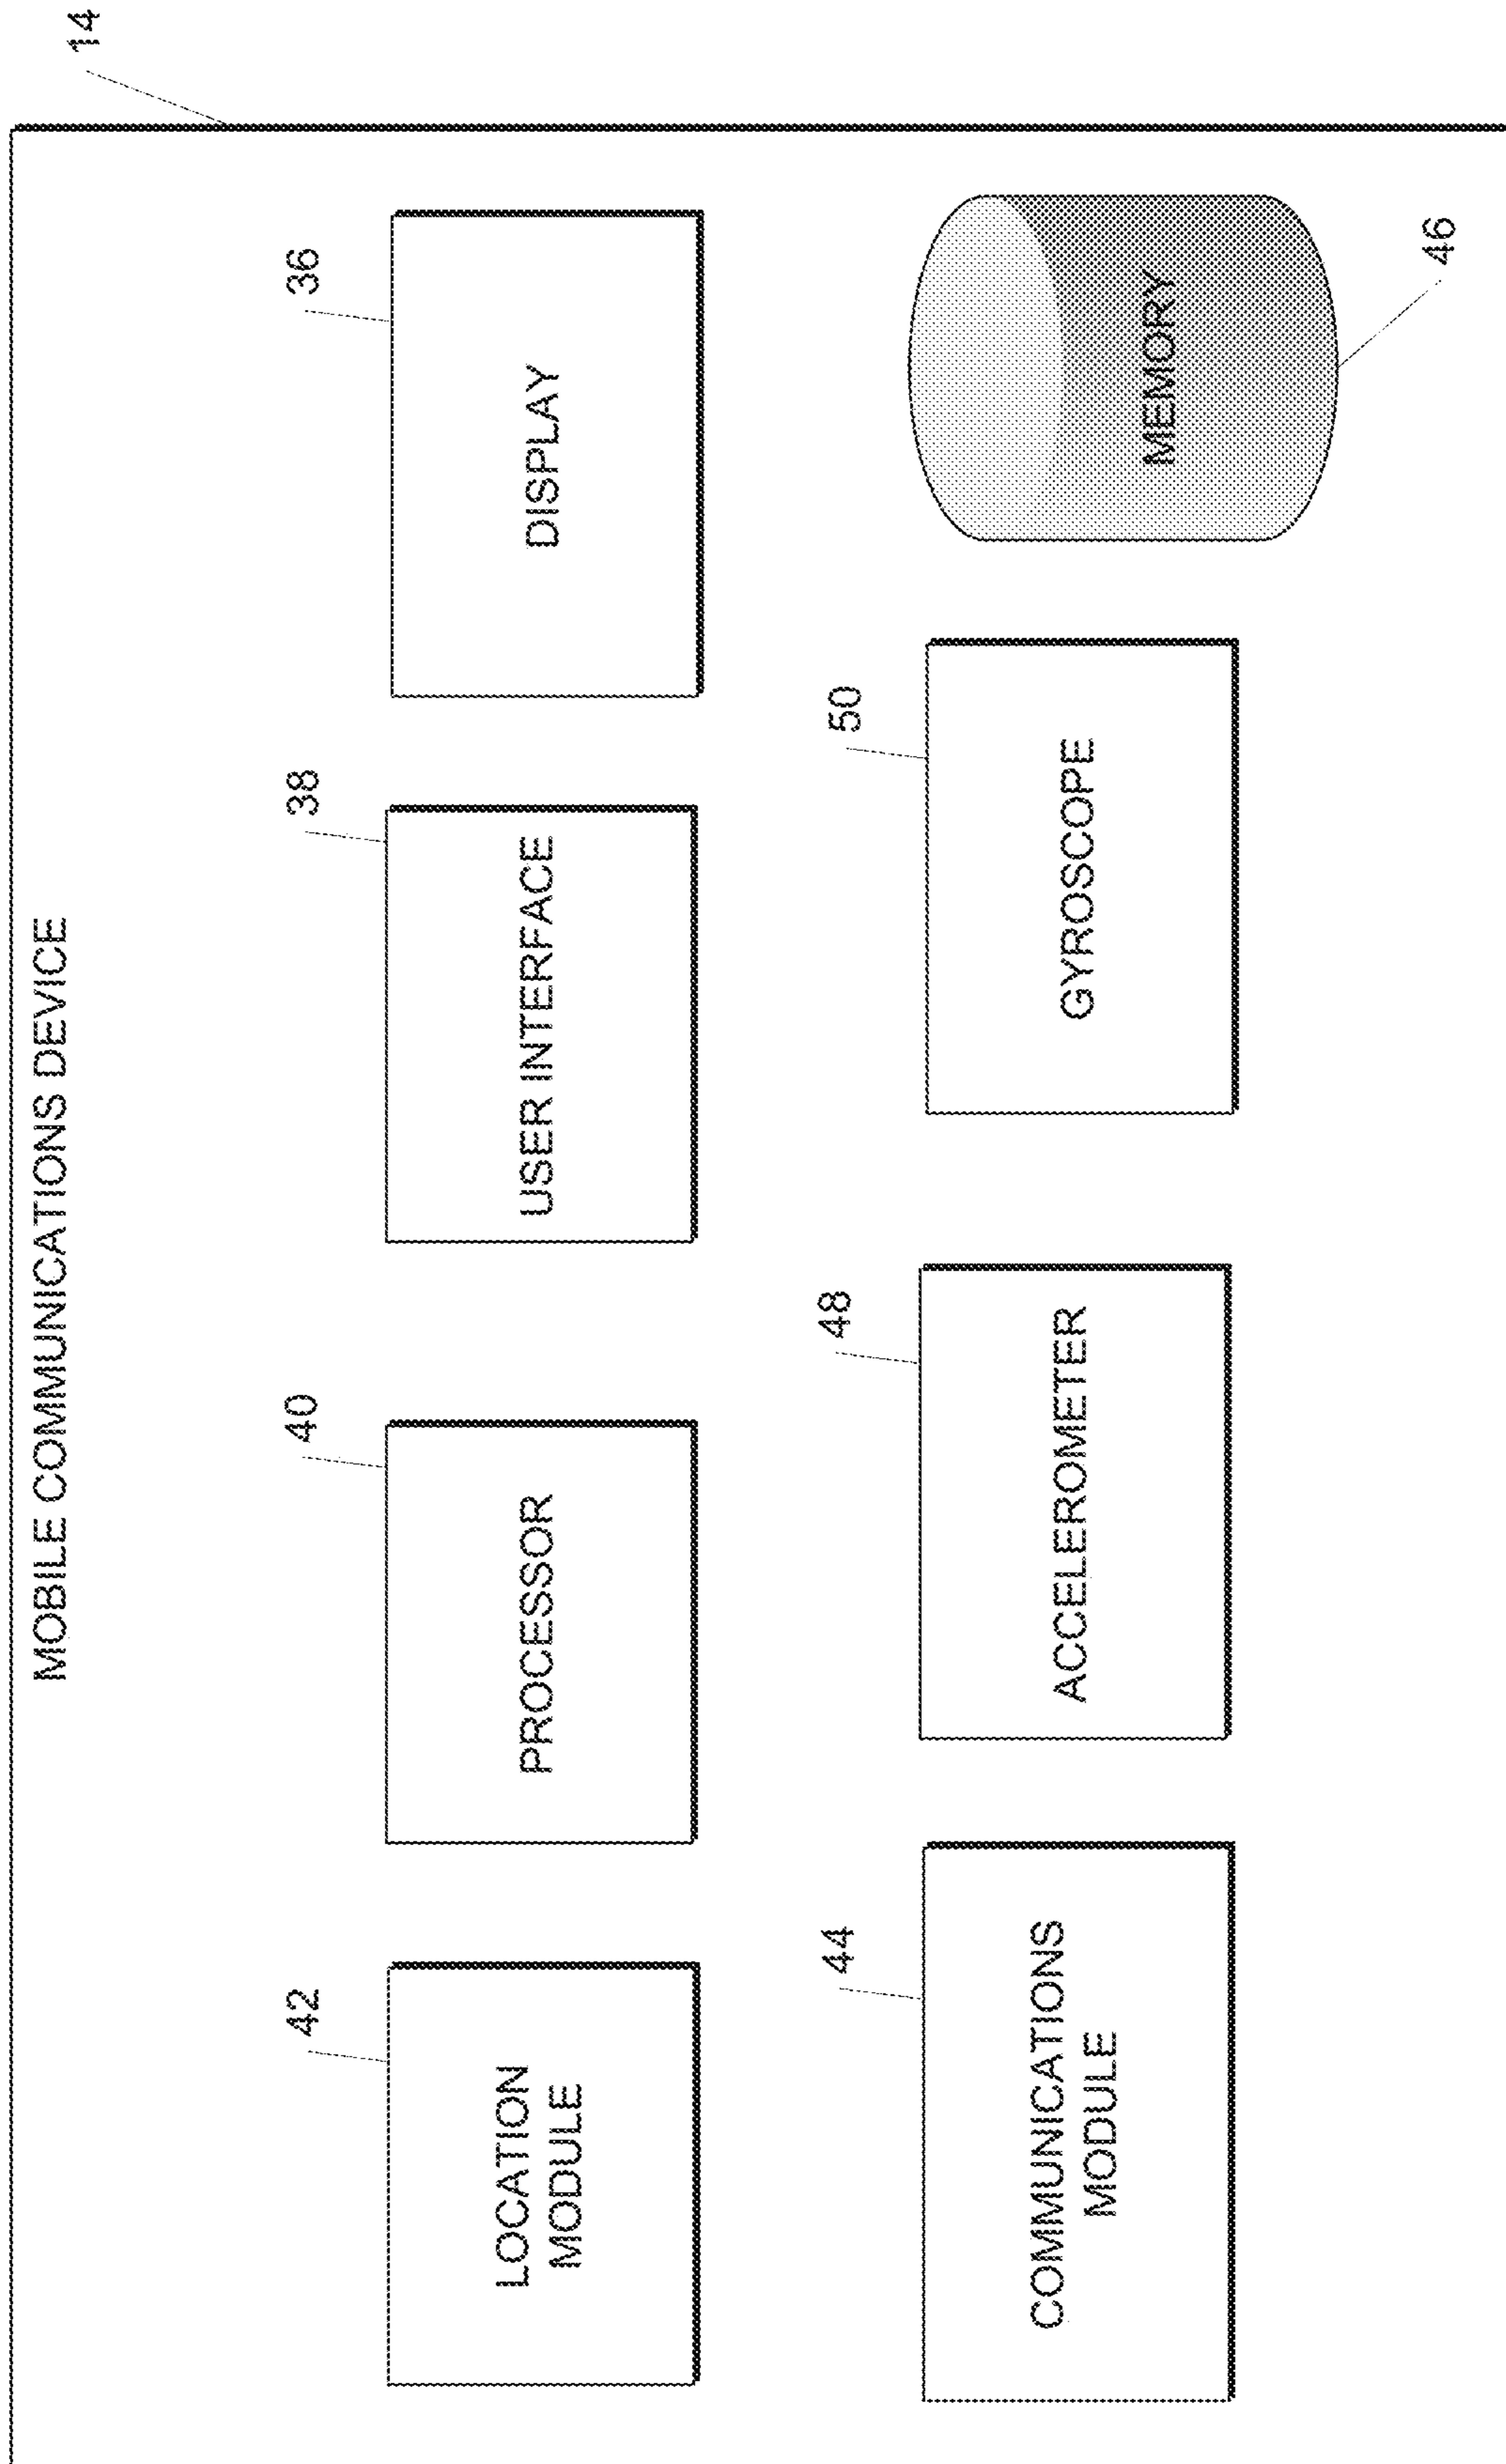 14
MOBILE COMMUNICATIONS DEVICE
42
40
38
36
LOCATION
MODULE
PROCESSOR
USER INTERFACE
DISPLAY
44
48
50
COMMUNICATIONS
MODULE
ACCELEROMETER
GYROSCOPE
MEMORY
46